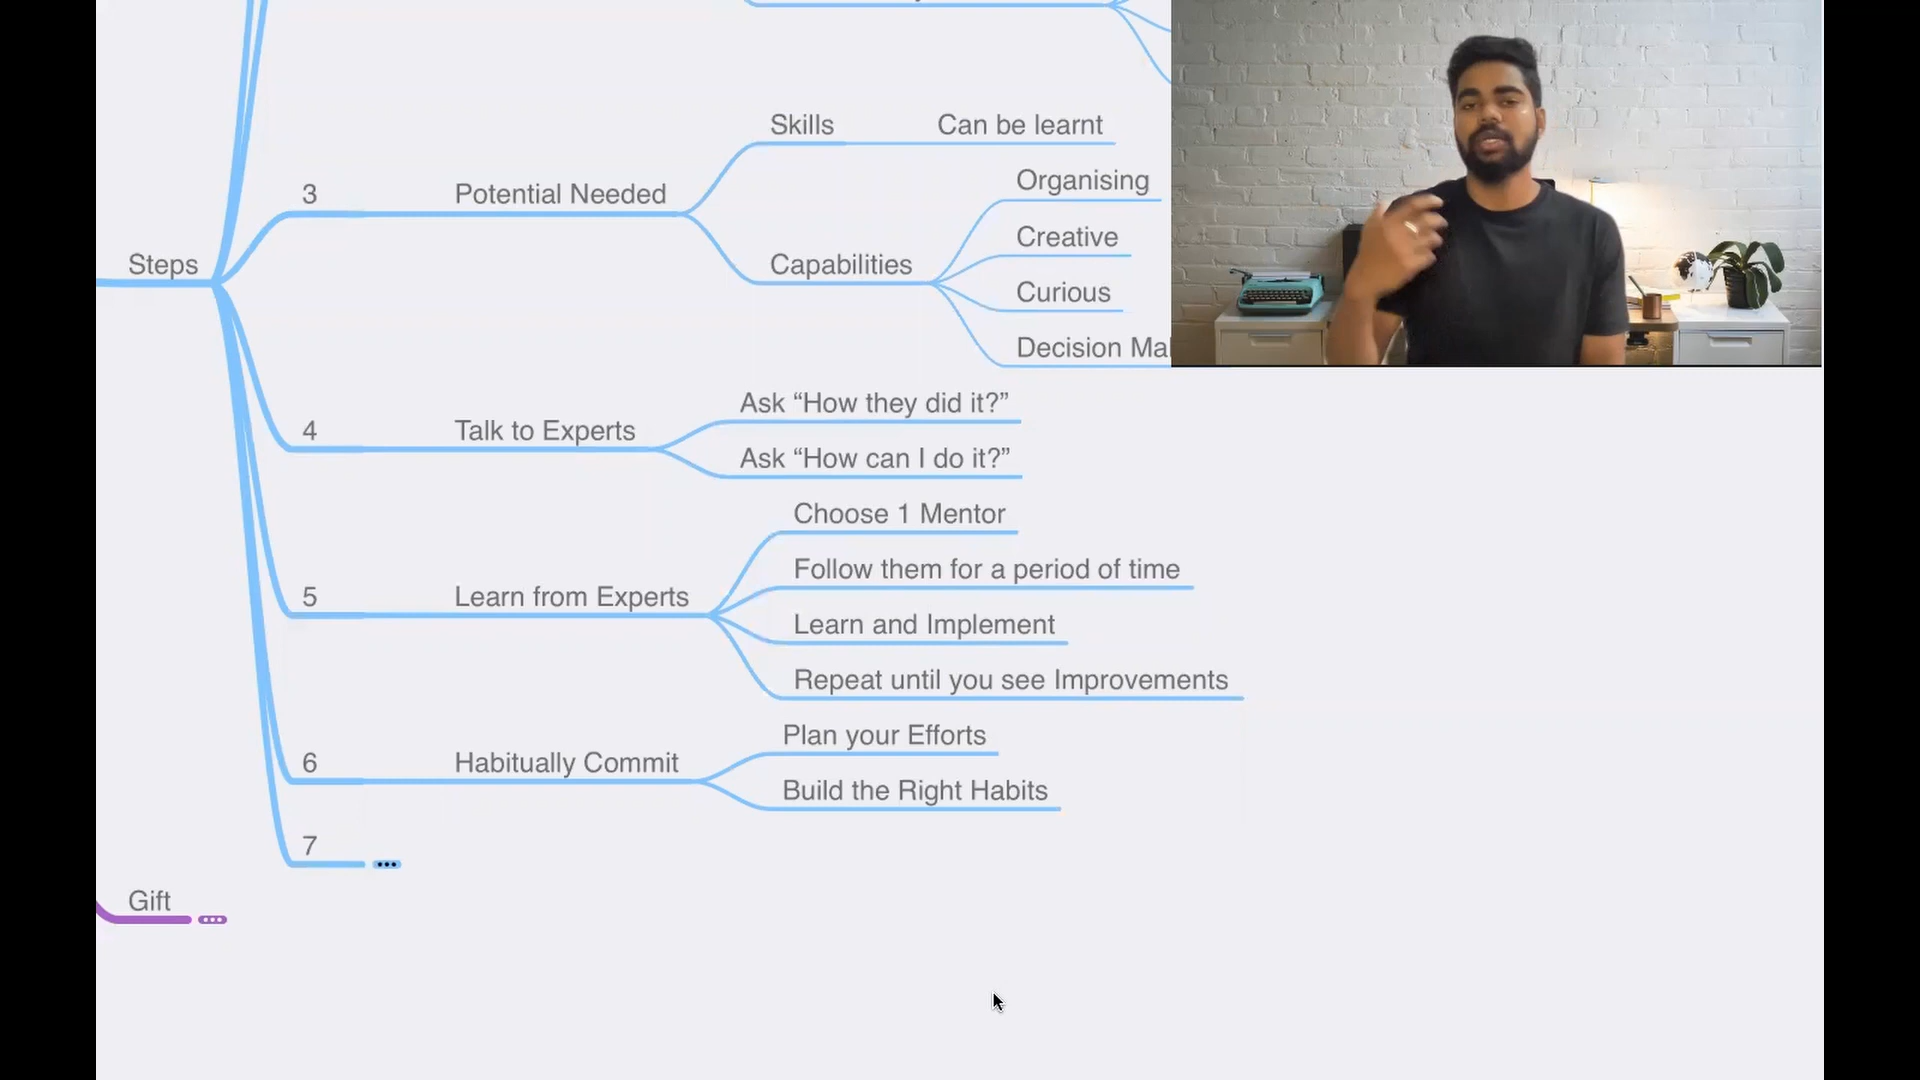 Skills
Can be learnt
Organising
3
Potential Needed
Creative
Steps
Capabilities
Curious
Decision
Ask “How they did it?”
4
Talk to Experts
Ask “How can I do it?”
Choose 1 Mentor
Follow them for a period of time
5
Learn from Experts
Learn and Implement
Repeat until you see Improvements
Plan your Efforts
6
Habitually Commit
Build the Right Habits
7
Gift